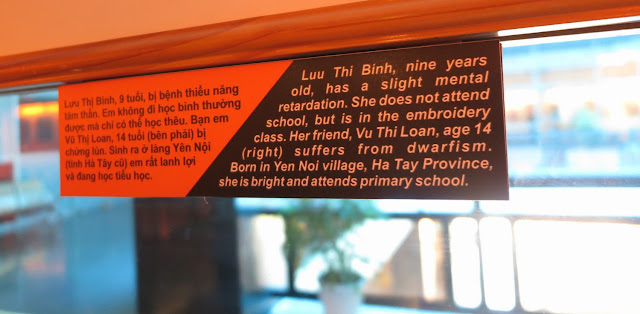 Lưu Thị Bình, 9 tuổi, bị bệnh thiểu năng
tâm thần. Em không đi học bình thường
được mà chỉ có thể học thêu. Bạn em
Vũ Thị Loan, 14 tuổi (bên phải) bị
chứng lùn. Sinh ra ở làng Yên Nội
(tỉnh Hà Tây cũ) em rất lanh lợi
và đang học tiểu học.
Luu Thi Binh, nine years
old, has a slight mental
retardation. She does not attend
school, but is in the embroidery
class. Her friend, Vu Thi Loan, age 14
(right) suffers from dwarfism.
Born in Yen Noi village, Ha Tay Province,
she is bright and attends primary school.